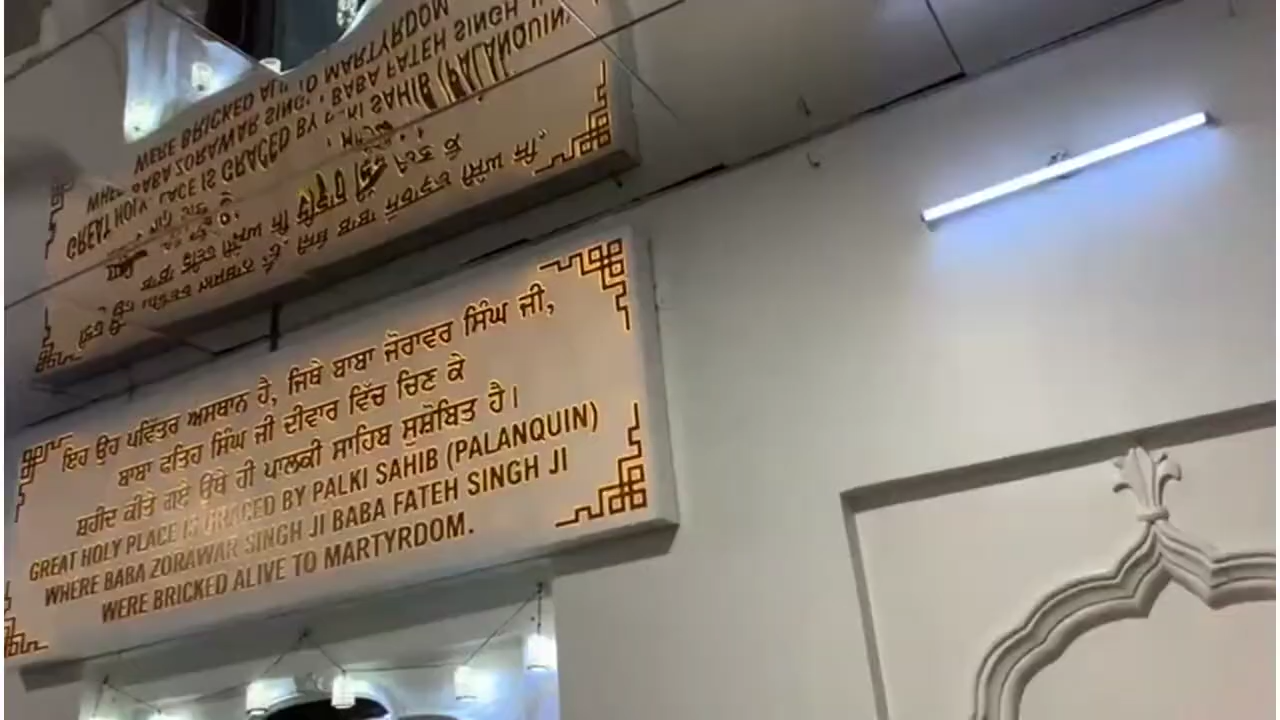 ਇਹ ਉਹ ਪਵਿੱਤਰ ਅਸਥਾਨ ਹੈ, ਜਿਥੇ ਬਾਬਾ ਜੋਰਾਵਰ ਸਿੰਘ ਜੀ,
ਬਾਬਾ ਫਤਿਹ ਸਿੰਘ ਜੀ ਦੀਵਾਰ ਵਿੱਚ ਚਿਣ ਕੇ
ਸ਼ਹੀਦ ਕੀਤੇ ਗਏ ਉਥੇ ਹੀ ਪਾਲਕੀ ਸਾਹਿਬ ਸੁਸ਼ੋਬਿਤ ਹੈ।
GREAT HOLY PLACE IS GRACED BY PALKI SAHIB (PALANQUIN)
WHERE BABA ZORAWAR SINGH JI BABA FATEH SINGH JI
WERE BRICKED ALIVE TO MARTYRDOM.